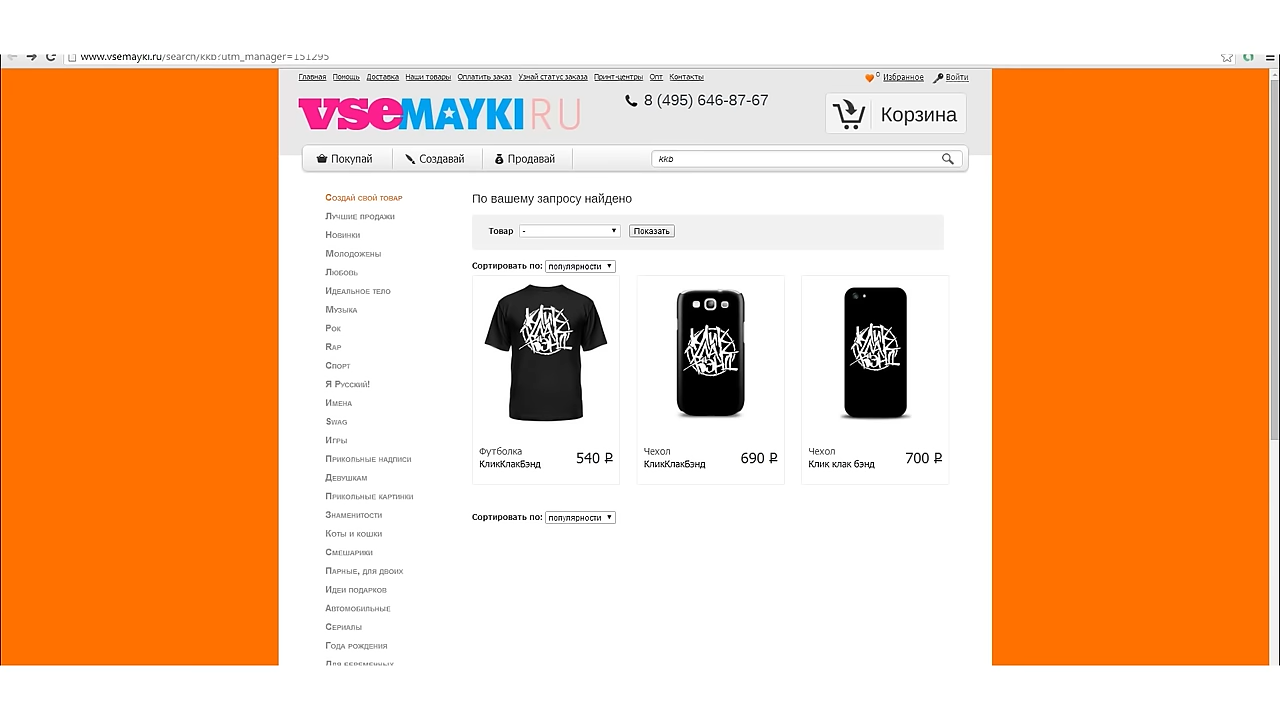 www.vsemayki.ru/search/kkb?utm_manager=151295
Главная Помощь Доставка Наши товары Оплатить заказ Узнай статус заказа Принт-центры Опт Контакты 0 Избранное Войти
vseMAYKI RU
8 (495) 646-87-67
Корзина
Покупай Создавай Продавай kkb
Создай свой товар
Лучшие продажи
Новинки
Молодожены
Любовь
Идеальное тело
Музыка
Рок
Rap
Спорт
Я Русский!
Имена
Swag
Игры
Прикольные надписи
Девушкам
Прикольные картинки
Знаменитости
Коты и кошки
Смешарики
Парные, для двоих
Идеи подарков
Автомобильные
Сериалы
Года рождения
Для беременных
По вашему запросу найдено
Товар - Показать
Сортировать по: популярности
Футболка
КликКлакБэнд 540 ₽
Чехол
КликКлакБэнд 690 ₽
Чехол
Клик клак бэнд 700 ₽
Сортировать по: популярности